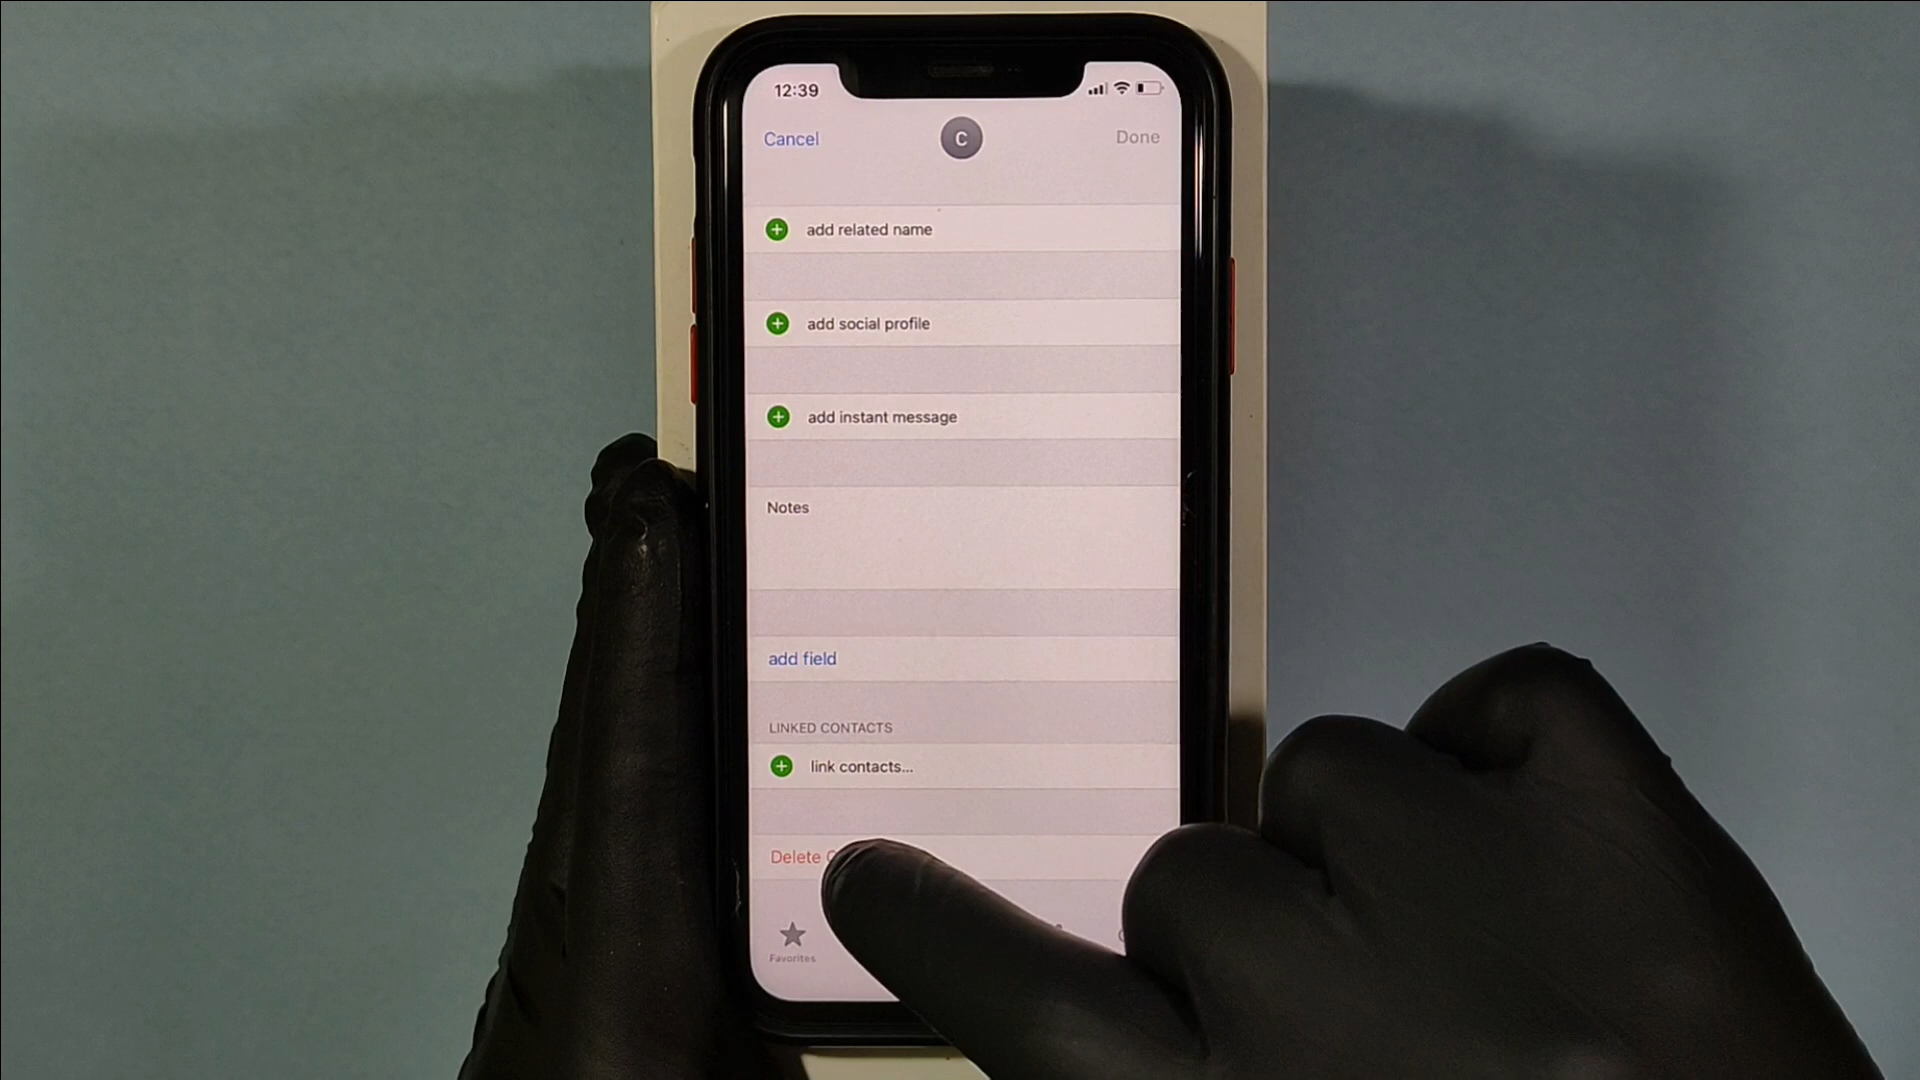 12:39
Cancel
C
Done
add related name
add social profile
add instant message
Notes
add field
LINKED CONTACTS
link contacts...
Delete
Favorites